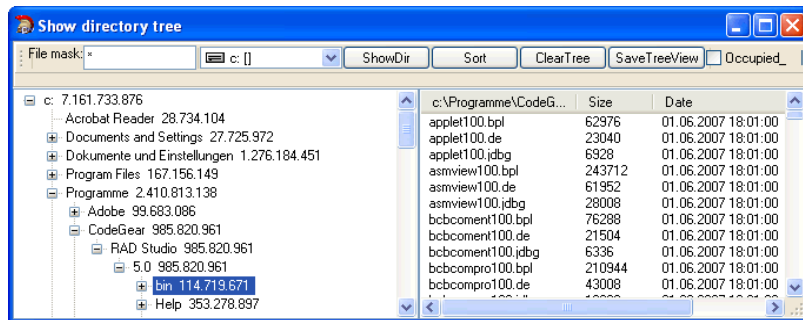 Show directory tree
File mask: * c: [] ShowDir Sort ClearTree SaveTreeView Occupied_
c: 7.161.733.876
Acrobat Reader 28.734.104
Documents and Settings 27.725.972
Dokumente und Einstellungen 1.276.184.451
Program Files 167.156.149
Programme 2.410.813.138
Adobe 99.683.086
CodeGear 985.820.961
RAD Studio 985.820.961
5.0 985.820.961
bin 114.719.671
Help 353.278.897
c:\Programme\CodeG... Size Date
applet100.bpl 62976 01.06.2007 18:01:00
applet100.de 23040 01.06.2007 18:01:00
applet100.jdbg 6928 01.06.2007 18:01:00
asmview100.bpl 243712 01.06.2007 18:01:00
asmview100.de 61952 01.06.2007 18:01:00
asmview100.jdbg 28008 01.06.2007 18:01:00
bcbcoment100.bpl 76288 01.06.2007 18:01:00
bcbcoment100.de 21504 01.06.2007 18:01:00
bcbcoment100.jdbg 6336 01.06.2007 18:01:00
bcbcompro100.bpl 210944 01.06.2007 18:01:00
bcbcompro100.de 43008 01.06.2007 18:01:00